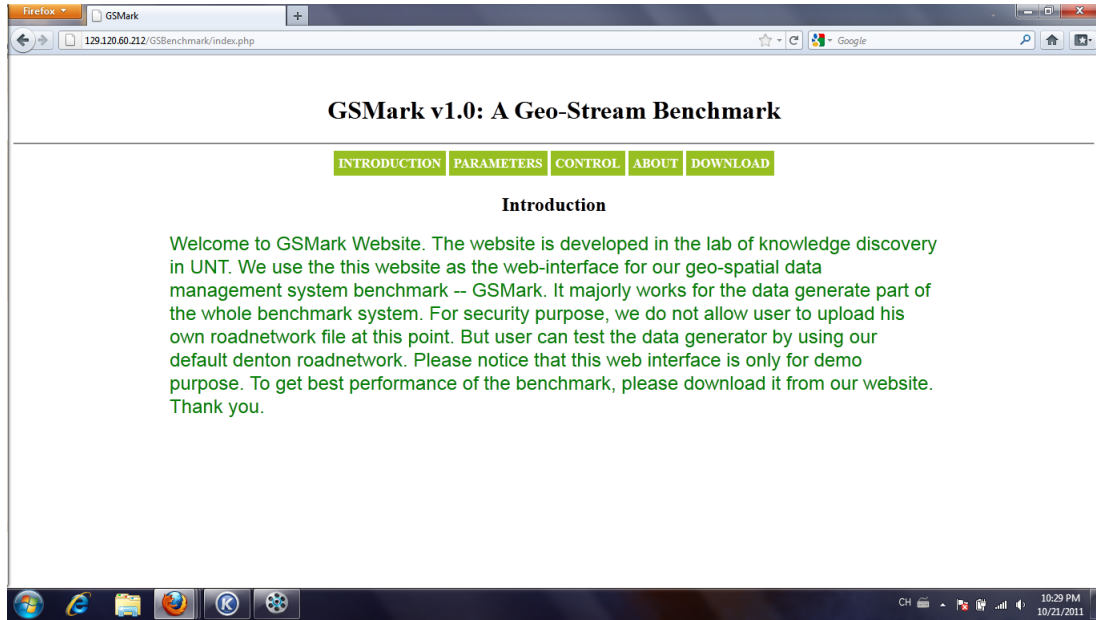 Firefox
GSMark
129.120.60.212/GSBenchmark/index.php
Google
GSMark v1.0: A Geo-Stream Benchmark
INTRODUCTION PARAMETERS CONTROL ABOUT DOWNLOAD
Introduction
Welcome to GSMark Website. The website is developed in the lab of knowledge discovery
in UNT. We use the this website as the web-interface for our geo-spatial data
management system benchmark -- GSMark. It majorly works for the data generate part of
the whole benchmark system. For security purpose, we do not allow user to upload his
own roadnetwork file at this point. But user can test the data generator by using our
default denton roadnetwork. Please notice that this web interface is only for demo
purpose. To get best performance of the benchmark, please download it from our website.
Thank you.
CH
10:29 PM
10/21/2011